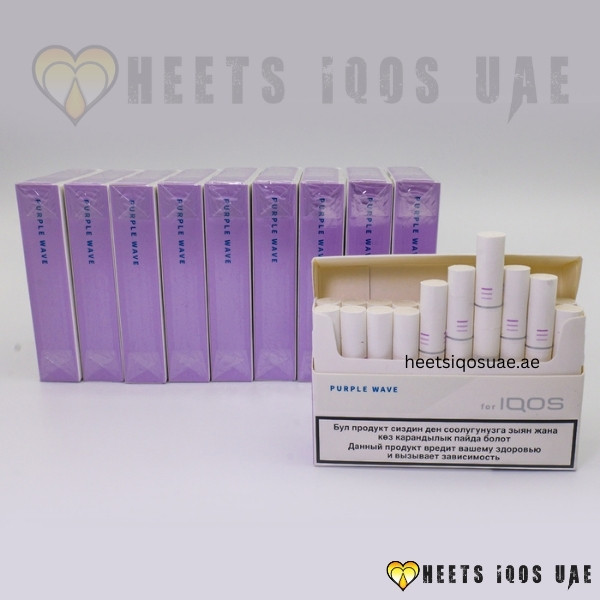 HEETS iQOS UAE
PURPLE WAVE
PURPLE WAVE
PURPLE WAVE
PURPLE WAVE
PURPLE WAVE
PURPLE WAVE
PURPLE WAVE
PURPLE WAVE
PURPLE WAVE
heetsiqosuae.ae
PURPLE WAVE
for IQOS
Бул продукт сиздин ден соолугунузга зыян жана
көз карандылык пайда болот
Данный продукт вредит вашему здоровью
и вызывает зависимость
HEETS iQOS UAE